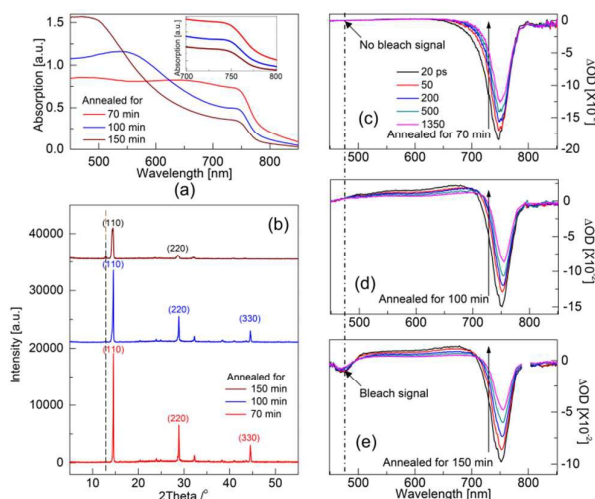 (a)
Absorption [a.u.]
1.5
1.0
0.5
0.0
500 600 700 800
Wavelength [nm]
Annealed for
70 min
100 min
150 min
Absorption [a.u.]
700 750 800
(b)
Intensity [a.u.]
40000
30000
20000
10000
0
10 20 30 40 50
2Theta /°
(110)
(220)
(110)
(220)
(330)
(110)
(220)
(330)
Annealed for
150 min
100 min
70 min
No bleach signal
20 ps
50
200
500
1350
(c)
Annealed for 70 min
0
-5
-10
-15
-20
500 600 700 800
(d)
Annealed for 100 min
0
-5
-10
-15
500 600 700 800
Bleach signal
(e)
Annealed for 150 min
0
-5
-10
500 600 700 800
Wavelength [nm]
ΔOD [X10⁻²]